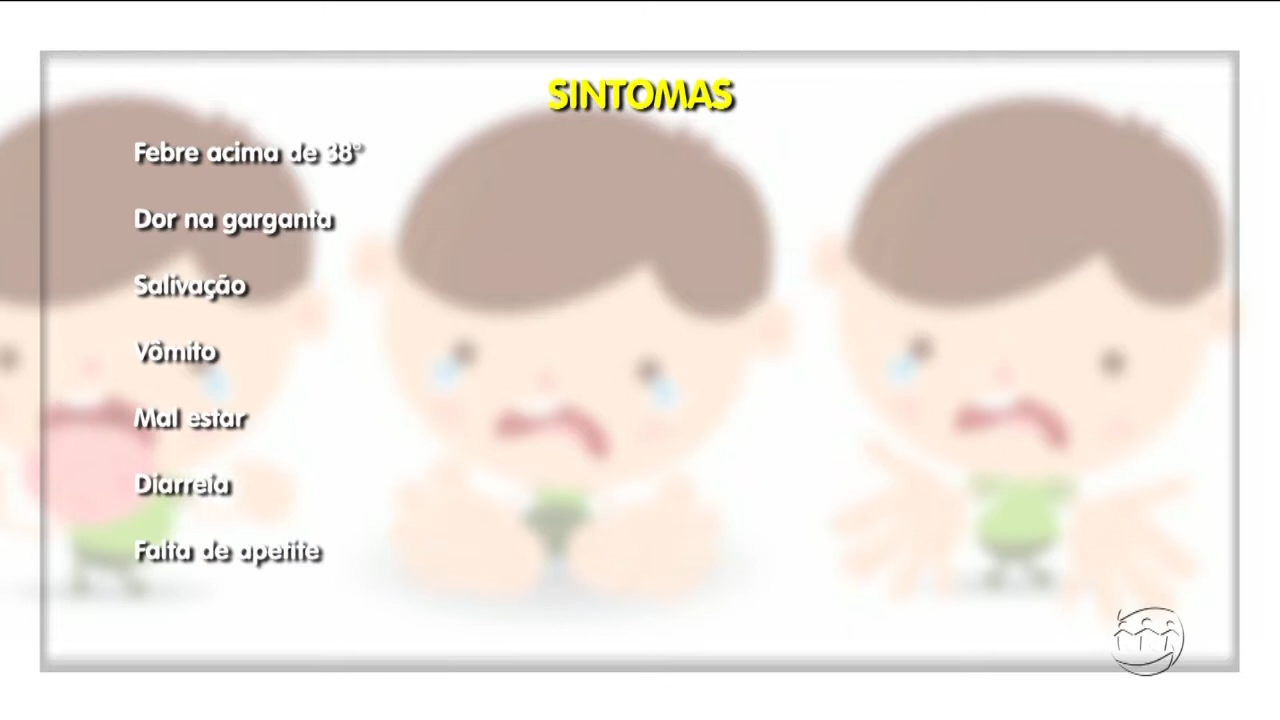 SINTOMAS
Febre acima de 38°
Dor na garganta
Salivação
Vômito
Mal estar
Diarreia
Falta de apetite